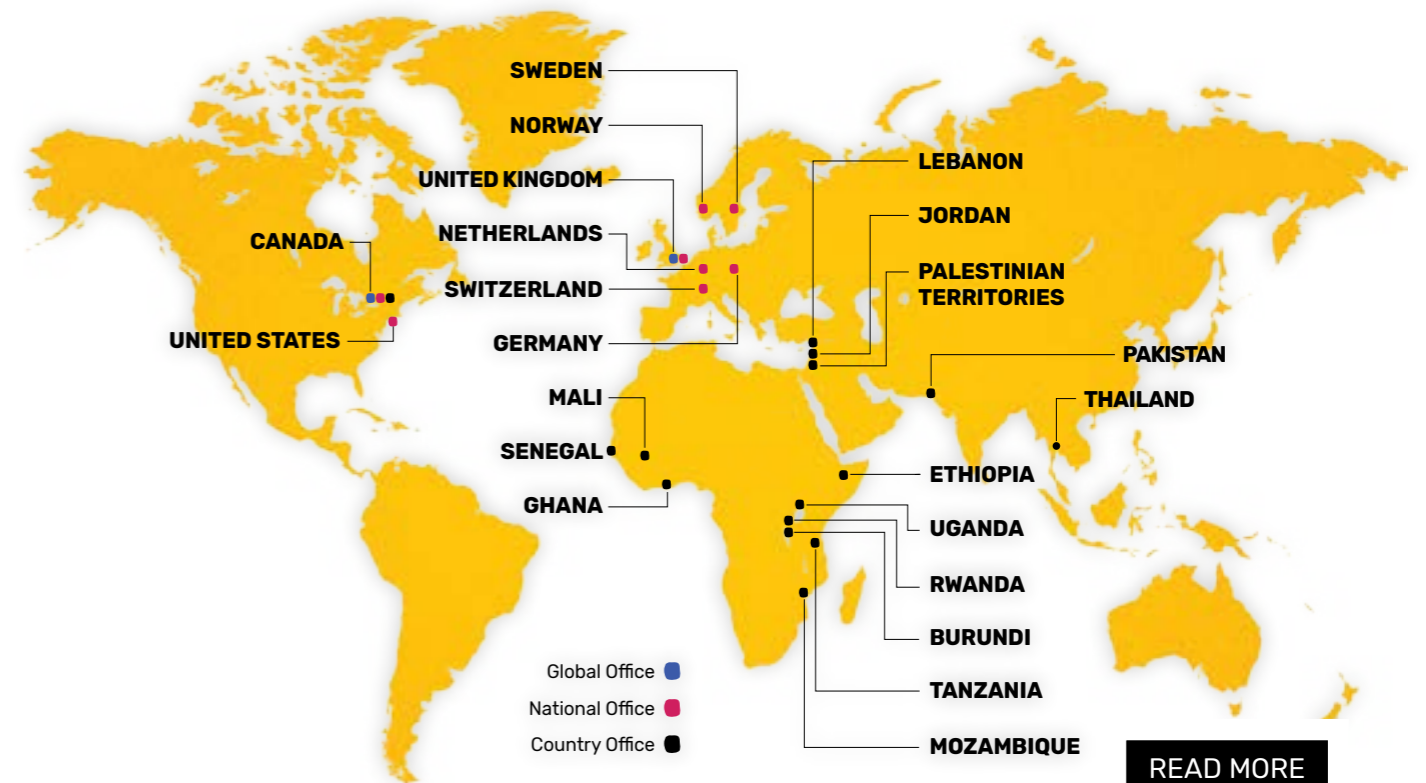 SWEDEN
NORWAY
UNITED KINGDOM
NETHERLANDS
CANADA
SWITZERLAND
UNITED STATES
GERMANY
MALI
SENEGAL
GHANA
LEBANON
JORDAN
PALESTINIAN
TERRITORIES
PAKISTAN
THAILAND
ETHIOPIA
UGANDA
RWANDA
BURUNDI
TANZANIA
MOZAMBIQUE
Global Office
National Office
Country Office
READ MORE